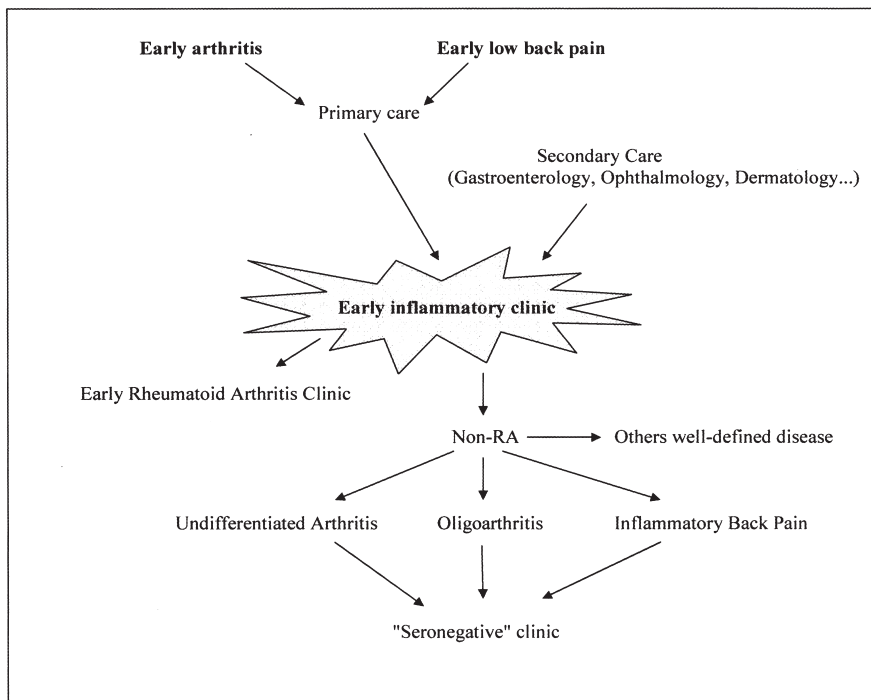 Early arthritis
Early low back pain
Primary care
Secondary Care
(Gastroenterology, Ophthalmology, Dermatology...)
Early inflammatory clinic
Early Rheumatoid Arthritis Clinic
Non-RA
Others well-defined disease
Undifferentiated Arthritis
Oligoarthritis
Inflammatory Back Pain
"Seronegative" clinic